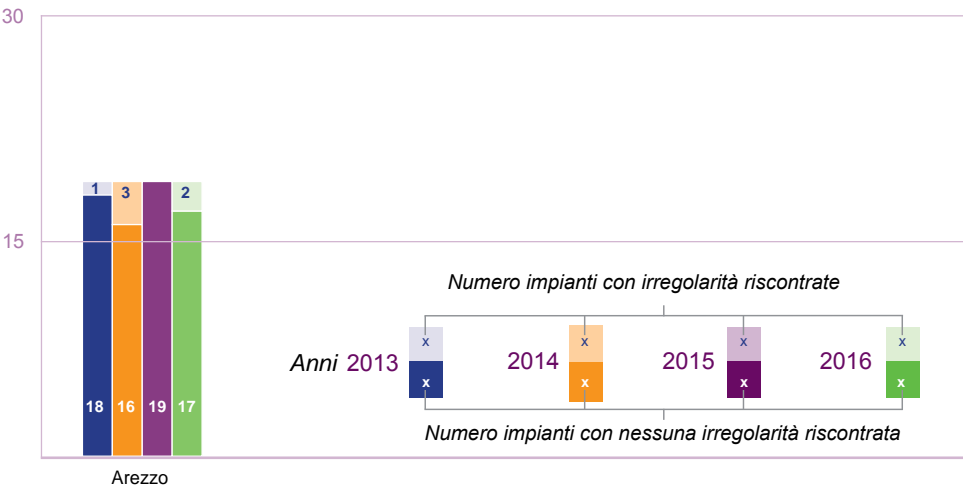 30
1 3 2
15
Numero impianti con irregolarità riscontrate
x x x x
Anni 2013 2014 2015 2016
x x x x
18 16 19 17
Numero impianti con nessuna irregolarità riscontrata
Arezzo